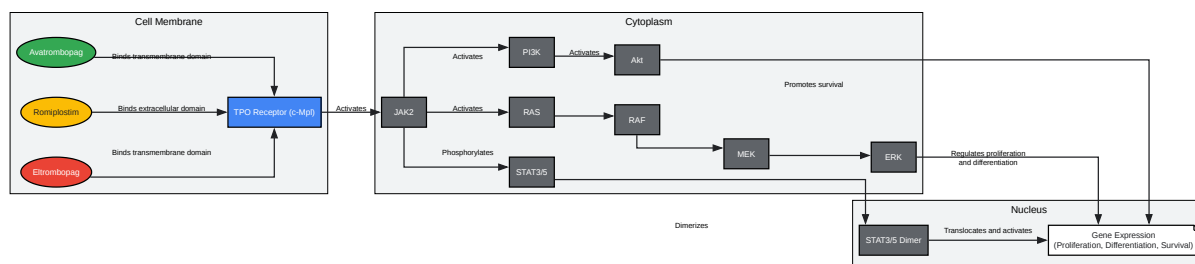 Cell Membrane
Avatrombopag
Binds transmembrane domain
Romiplostim
Binds extracellular domain
TPO Receptor (c-Mpl)
Binds transmembrane domain
Eltrombopag
Activates
Cytoplasm
JAK2
Activates
PI3K
Activates
Akt
Promotes survival
Activates
RAS
RAF
MEK
ERK
Phosphorylates
STAT3/5
Regulates proliferation
and differentiation
Dimerizes
Nucleus
STAT3/5 Dimer
Translocates and activates
Gene Expression
(Proliferation, Differentiation, Survival)